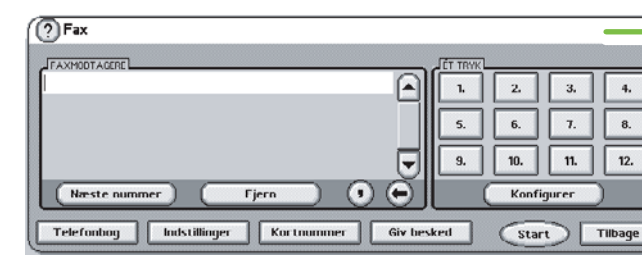 ? Fax
FAXMODTAGERE
ÉT TRYK
1. 2. 3. 4.
5. 6. 7. 8.
9. 10. 11. 12.
Næste nummer Fjern , Konfigurer
Telefonbog Indstillinger Kortnummer Giv besked Start Tilbage